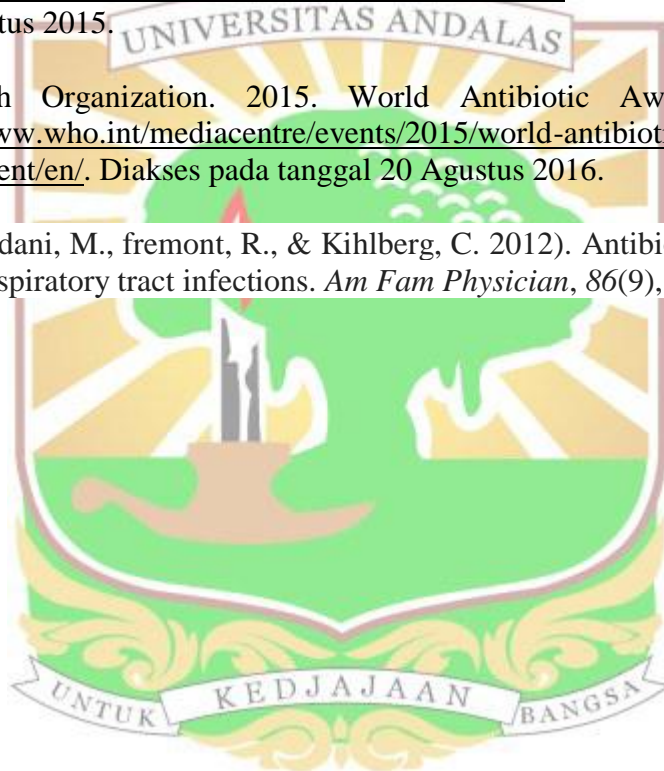 tus 2015.
UNIVERSITAS ANDALAS
h Organization. 2015. World Antibiotic Aw
ww.who.int/mediacentre/events/2015/world-antibioti
ent/en/. Diakses pada tanggal 20 Agustus 2016.
dani, M., fremont, R., & Kihlberg, C. 2012). Antibio
spiratory tract infections. Am Fam Physician, 86(9),
UNTUK KEDJAJAAN BANGSA